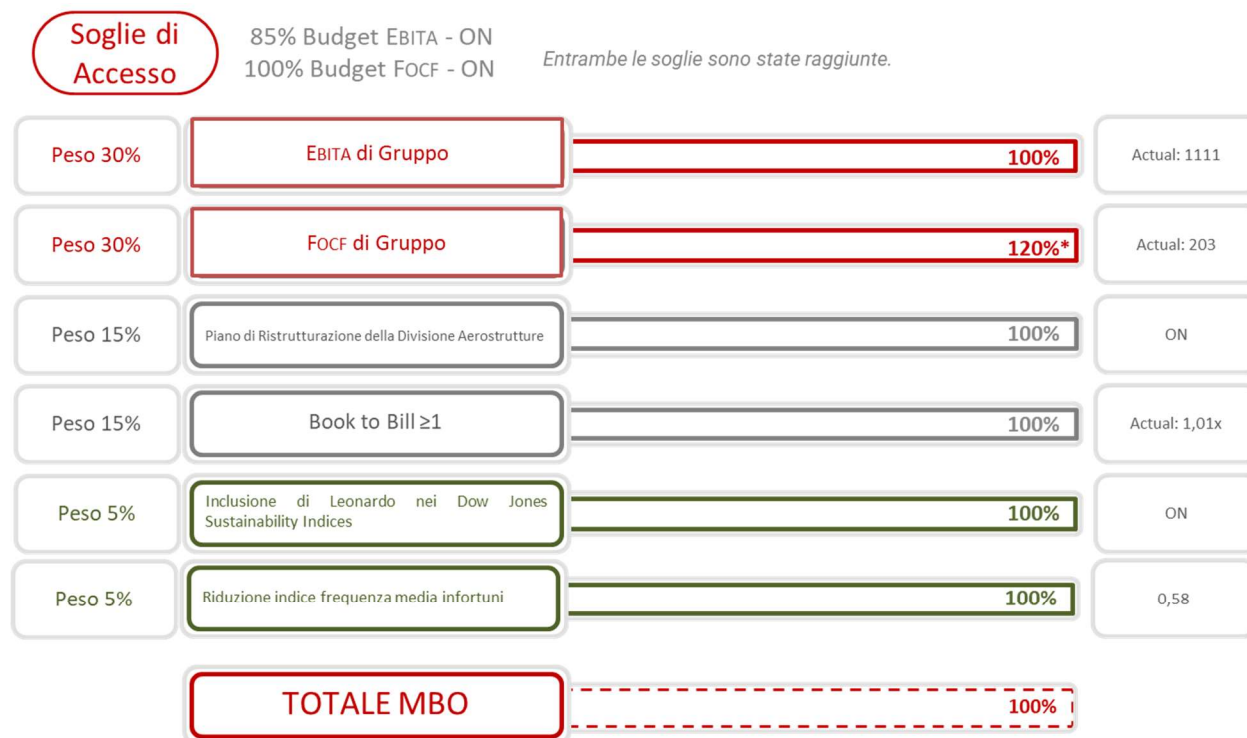 Soglie di
Accesso
85% Budget EBITA - ON
100% Budget FOCF - ON
Entrambe le soglie sono state raggiunte.
Peso 30%
EBITA di Gruppo
100%
Actual: 1111
Peso 30%
FOCF di Gruppo
120%*
Actual: 203
Peso 15%
Piano di Ristrutturazione della Divisione Aerostrutture
100%
ON
Peso 15%
Book to Bill ≥1
100%
Actual: 1,01x
Peso 5%
Inclusione di Leonardo nei Dow Jones
Sustainability Indices
100%
ON
Peso 5%
Riduzione indice frequenza media infortuni
100%
0,58
TOTALE MBO
100%